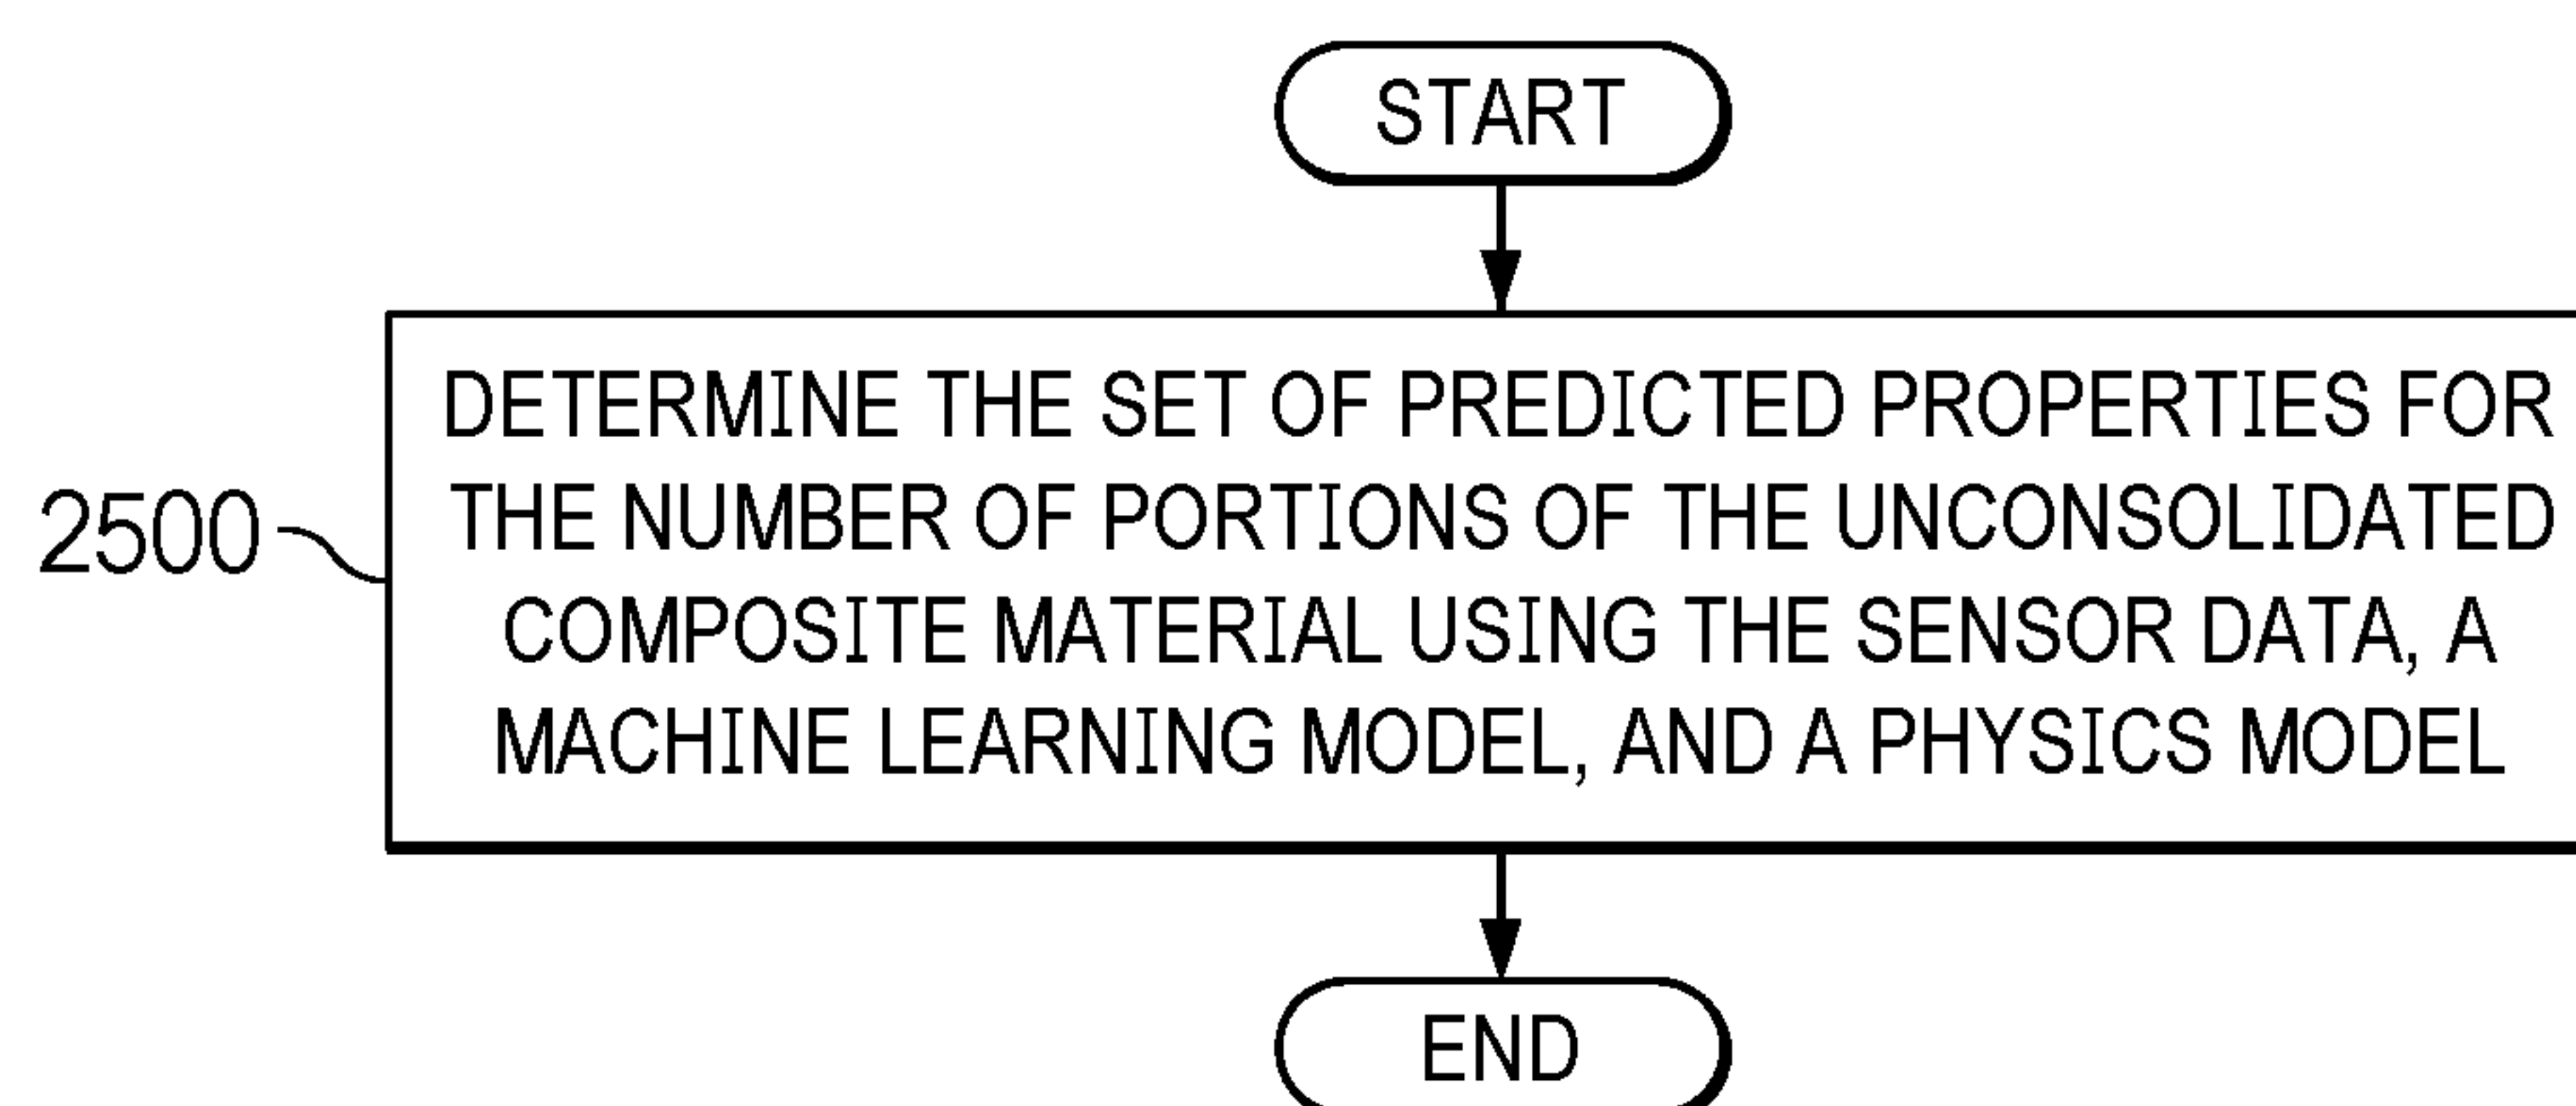 START
DETERMINE THE SET OF PREDICTED PROPERTIES FOR
THE NUMBER OF PORTIONS OF THE UNCONSOLIDATED
COMPOSITE MATERIAL USING THE SENSOR DATA, A
MACHINE LEARNING MODEL, AND A PHYSICS MODEL
2500
END